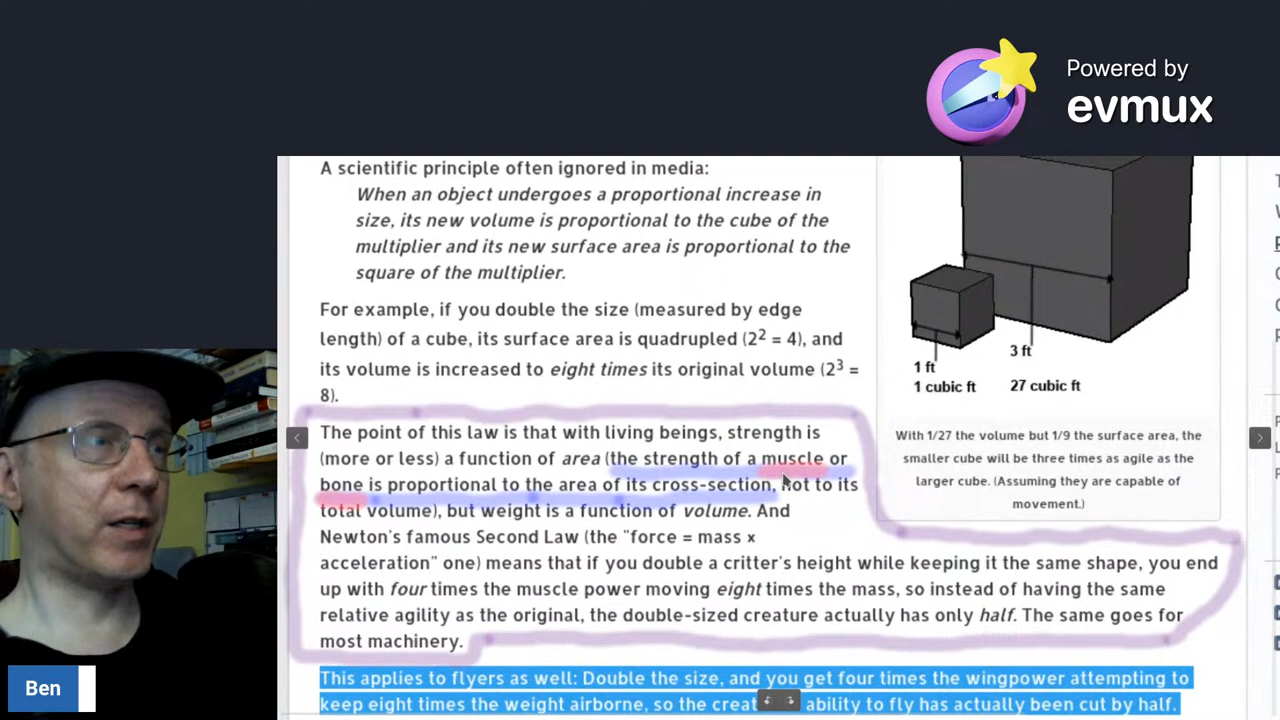 Powered by
evmux
A scientific principle often ignored in media:
When an object undergoes a proportional increase in
size, its new volume is proportional to the cube of the
multiplier and its new surface area is proportional to the
square of the multiplier.
For example, if you double the size (measured by edge
length) of a cube, its surface area is quadrupled (2² = 4), and
its volume is increased to eight times its original volume (2³ =
8).
The point of this law is that with living beings, strength is
(more or less) a function of area (the strength of a muscle or
bone is proportional to the area of its cross-section, not to its
total volume), but weight is a function of volume. And
Newton's famous Second Law (the "force = mass x
acceleration" one) means that if you double a critter's height while keeping it the same shape, you end
up with four times the muscle power moving eight times the mass, so instead of having the same
relative agility as the original, the double-sized creature actually has only half. The same goes for
most machinery.
This applies to flyers as well: Double the size, and you get four times the wingpower attempting to
keep eight times the weight airborne, so the creat ability to fly has actually been cut by half.
1 ft
1 cubic ft
3 ft
27 cubic ft
With 1/27 the volume but 1/9 the surface area, the
smaller cube will be three times as agile as the
larger cube. (Assuming they are capable of
movement.)
Ben